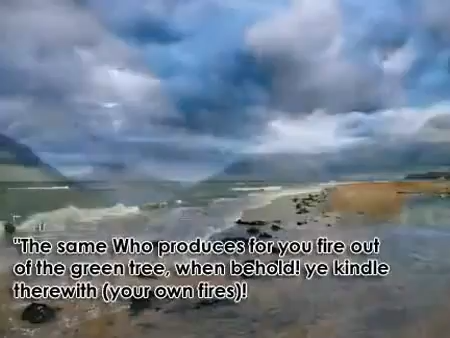 "The same Who produces for you fire out
of the green tree, when behold! ye kindle
therewith (your own fires)!